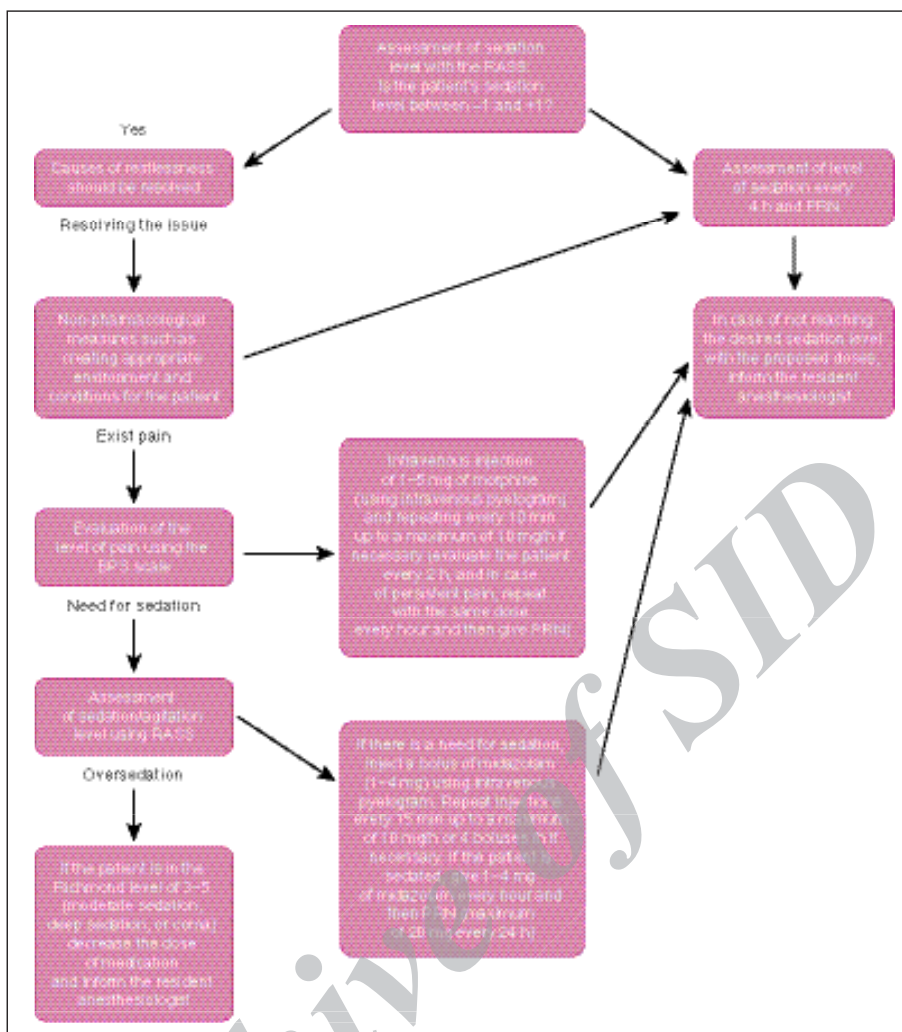 Assessment of sedation
level with the RASS.
Is the patient's sedation
level between –1 and +1?
Yes
Causes of restlessness
should be resolved
Assessment of level
of sedation every
4 h and PRN
Resolving the issue
Non-pharmacological
measures such as
creating appropriate
environment and
conditions for the patient
In case of not reaching
the desired sedation level
with the proposed doses,
inform the resident
anesthesiologist
Exist pain
Evaluation of the
level of pain using the
BPS scale
Intravenous injection
of 1–5 mg of morphine
(using intravenous pyelogram)
and repeating every 10 min
up to a maximum of 10 mg/h if
necessary (evaluate the patient
every 2 h, and in case
of persistent pain, repeat
with the same dose
every hour and then give PRN)
Need for sedation
Assessment
of sedation/agitation
level using RASS
If there is a need for sedation,
inject a bolus of midazolam
(1–4 mg) using intravenous
pyelogram. Repeat injections
every 15 min up to a maximum
of 16 mg/h or 4 boluses in if
necessary. If the patient is
sedated, give 1–4 mg
of midazolam every hour and
then PRN (maximum
of 20 mg every 24 h)
Oversedation
If the patient is in the
Richmond level of 3–5
(moderate sedation,
deep sedation, or coma)
decrease the dose
of medication
and inform the resident
anesthesiologist
hive of SID